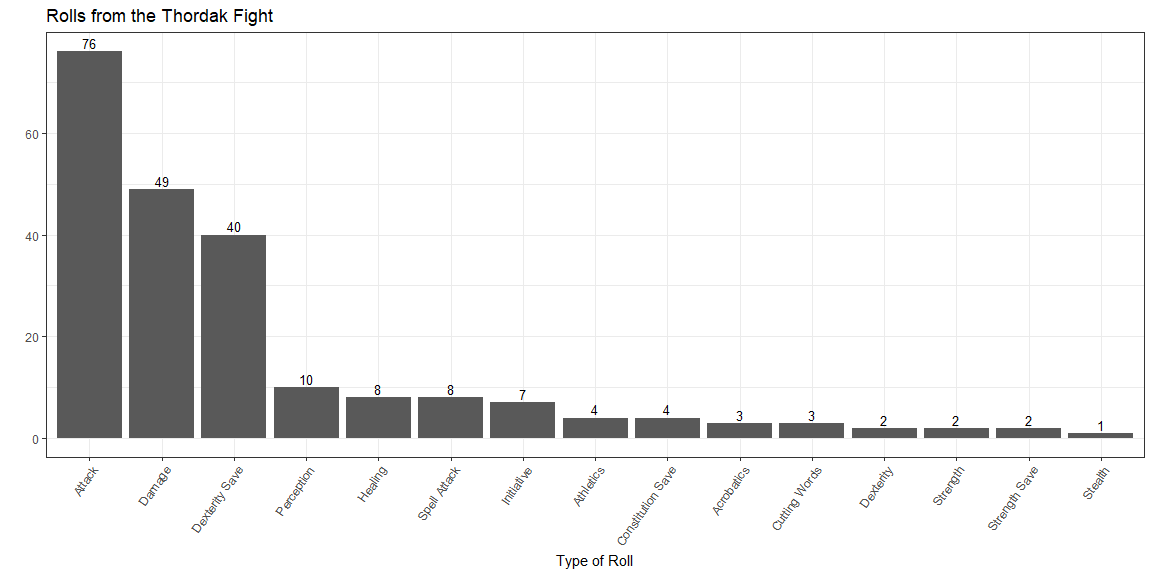 Rolls from the Thordak Fight
76
49
40
10
8
8
7
4
4
3
3
2
2
2
1
60
40
20
0
Attack
Damage
Dexterity Save
Perception
Healing
Spell Attack
Initiative
Athletics
Constitution Save
Acrobatics
Cutting Words
Dexterity
Strength
Strength Save
Stealth
Type of Roll